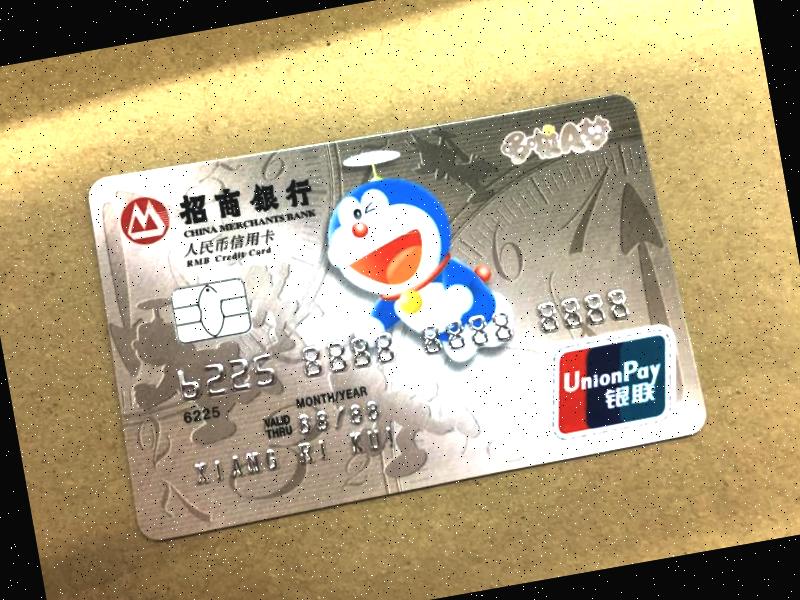 招商银行
CHINA MERCHANTS BANK
人民币信用卡
RMB Credit Card
哆啦A梦
6225 8888 8888 8888
6225
MONTH/YEAR
VALID THRU 88/88
XIANG RI KUI
UnionPay
银联